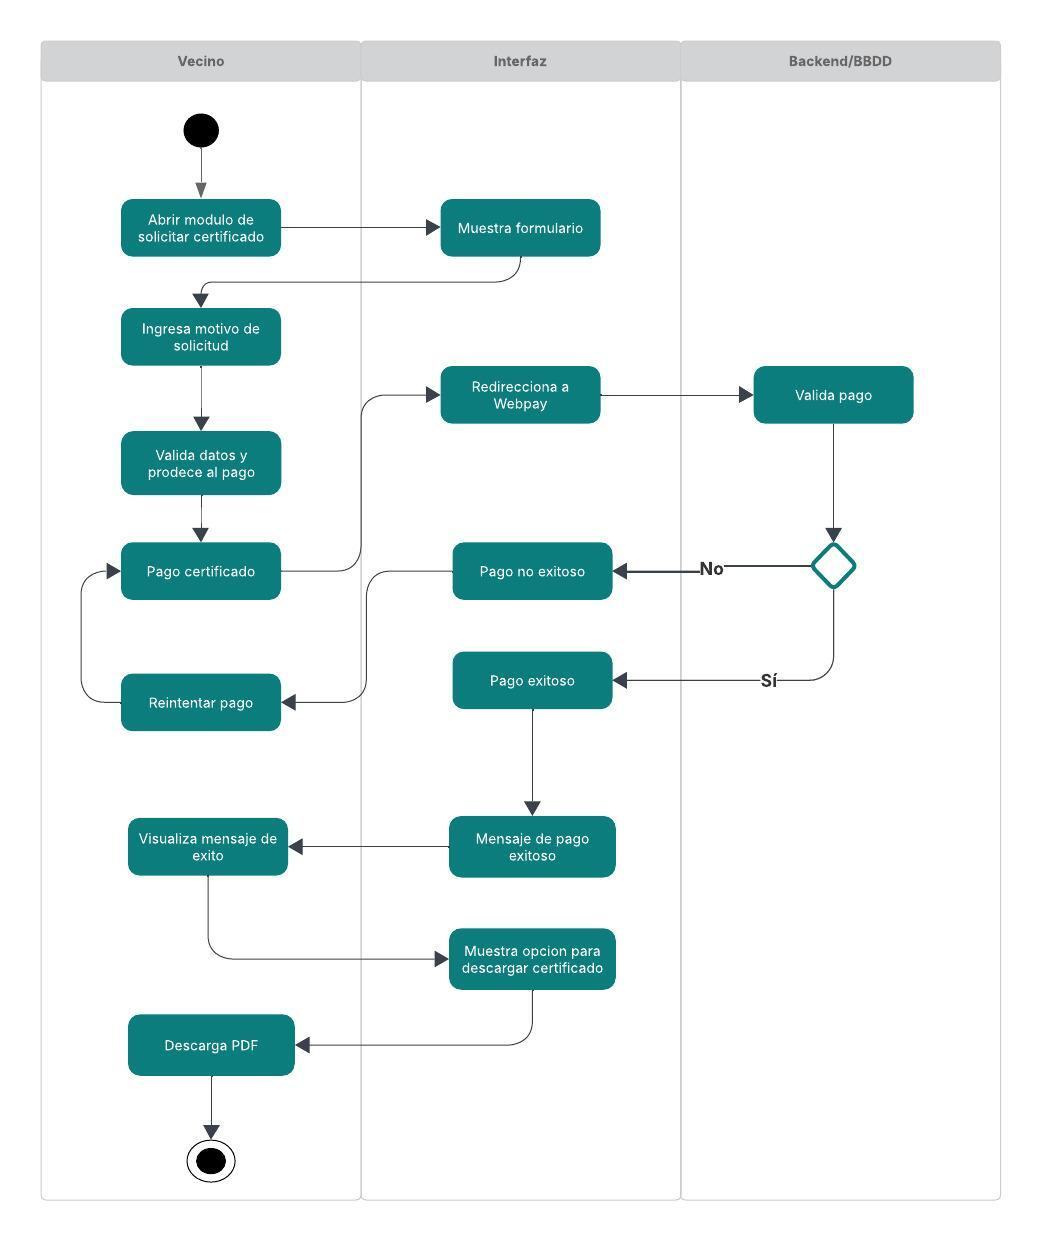 Vecino
Interfaz
Backend/BBDD
Abrir modulo de
solicitar certificado
Muestra formulario
Ingresa motivo de
solicitud
Redirecciona a
Webpay
Valida pago
Valida datos y
prodece al pago
Pago certificado
Pago no exitoso
No
Pago exitoso
Sí
Reintentar pago
Visualiza mensaje de
exito
Mensaje de pago
exitoso
Muestra opcion para
descargar certificado
Descarga PDF